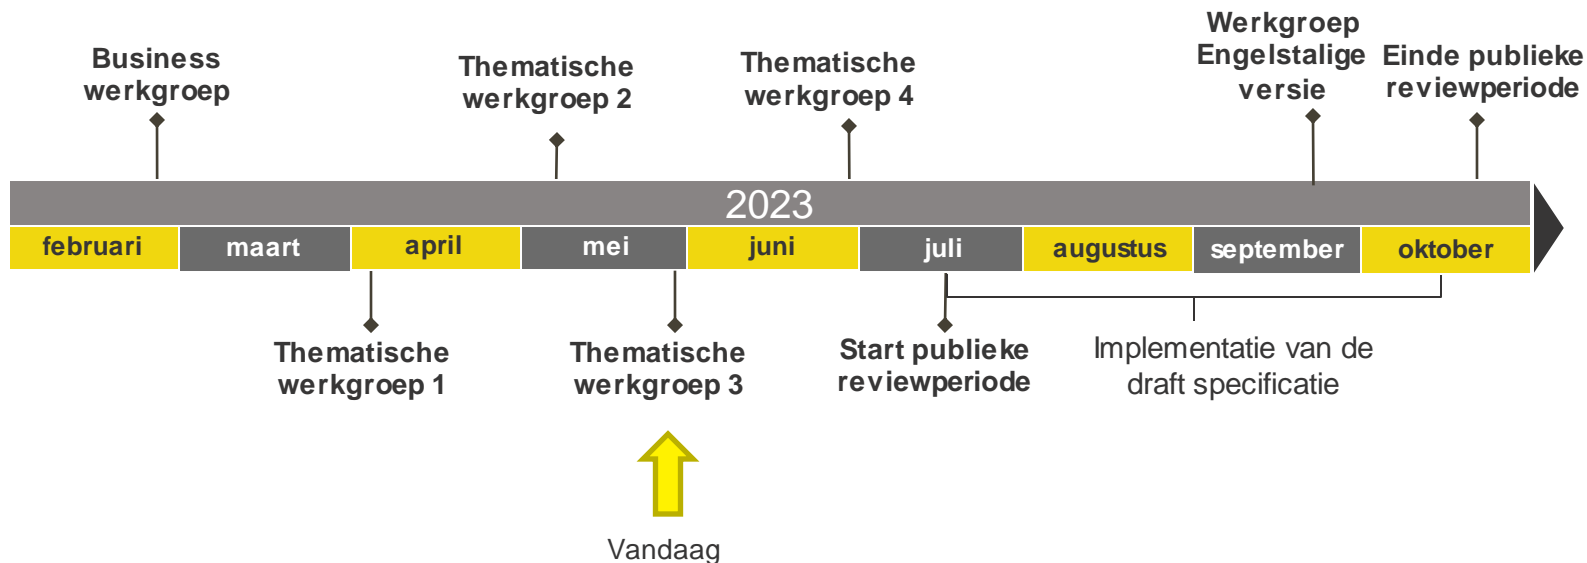 Business
werkgroep
Thematische
werkgroep 2
Thematische
werkgroep 4
Werkgroep
Engelstalige
versie
Einde publieke
reviewperiode
2023
februari
maart
april
mei
juni
juli
augustus
september
oktober
Thematische
werkgroep 1
Thematische
werkgroep 3
Start publieke
reviewperiode
Implementatie van de
draft specificatie
Vandaag